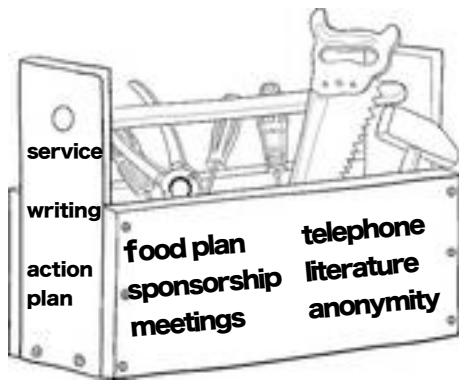 service
writing
action
plan
food plan
sponsorship
meetings
telephone
literature
anonymity